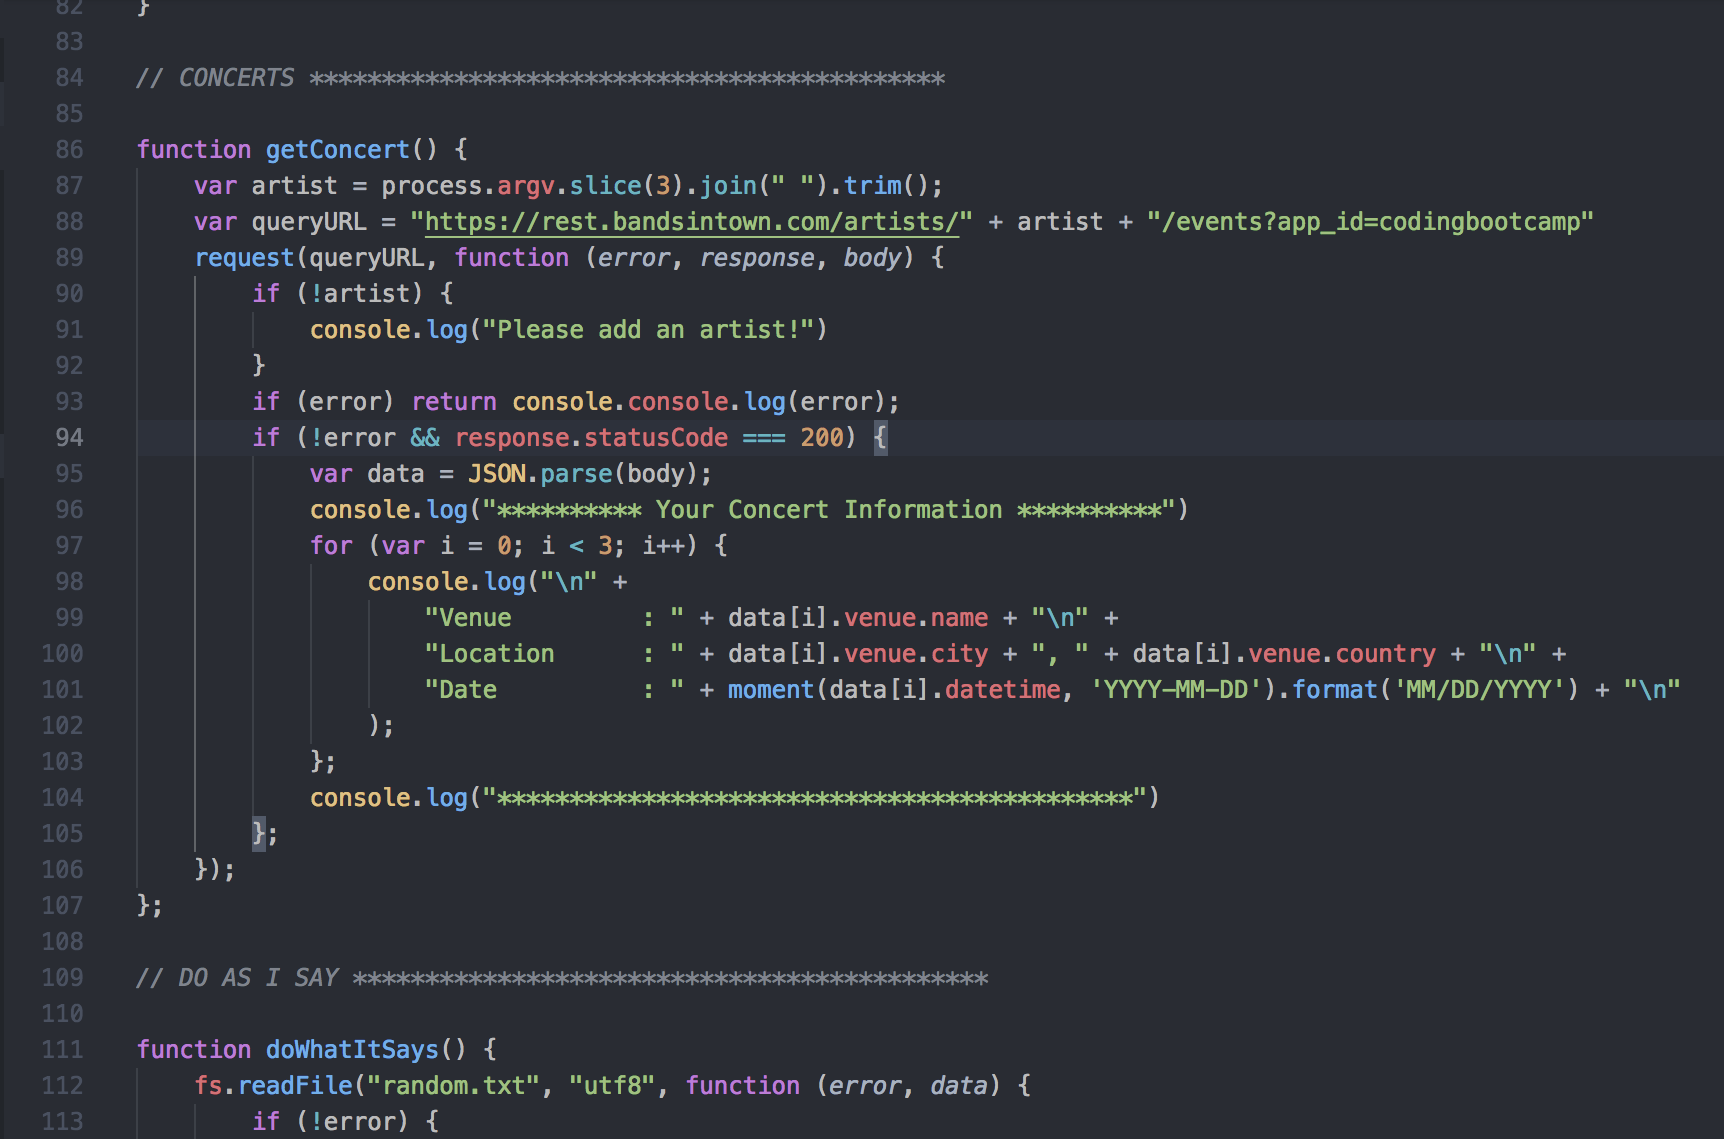 82 }
83
84 // CONCERTS ********************************************
85
86 function getConcert() {
87     var artist = process.argv.slice(3).join(" ").trim();
88     var queryURL = "https://rest.bandsintown.com/artists/" + artist + "/events?app_id=codingbootcamp"
89     request(queryURL, function (error, response, body) {
90         if (!artist) {
91             console.log("Please add an artist!")
92         }
93         if (error) return console.console.log(error);
94         if (!error && response.statusCode === 200) {
95             var data = JSON.parse(body);
96             console.log("********** Your Concert Information **********")
97             for (var i = 0; i < 3; i++) {
98                 console.log("\n" +
99                     "Venue         : " + data[i].venue.name + "\n" +
100                     "Location      : " + data[i].venue.city + ", " + data[i].venue.country + "\n" +
101                     "Date          : " + moment(data[i].datetime, 'YYYY-MM-DD').format('MM/DD/YYYY') + "\n"
102                 );
103             };
104             console.log("********************************************")
105         };
106     });
107 };
108
109 // DO AS I SAY ********************************************
110
111 function doWhatItSays() {
112     fs.readFile("random.txt", "utf8", function (error, data) {
113         if (!error) {